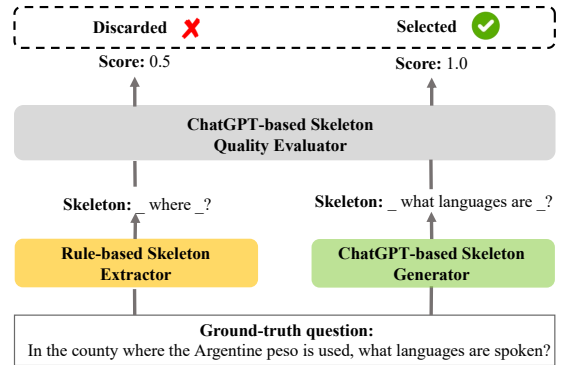 Discarded ✗ Selected ✓
Score: 0.5 Score: 1.0
ChatGPT-based Skeleton
Quality Evaluator
Skeleton: _ where _? Skeleton: _ what languages are _?
Rule-based Skeleton
Extractor
ChatGPT-based Skeleton
Generator
Ground-truth question:
In the county where the Argentine peso is used, what languages are spoken?